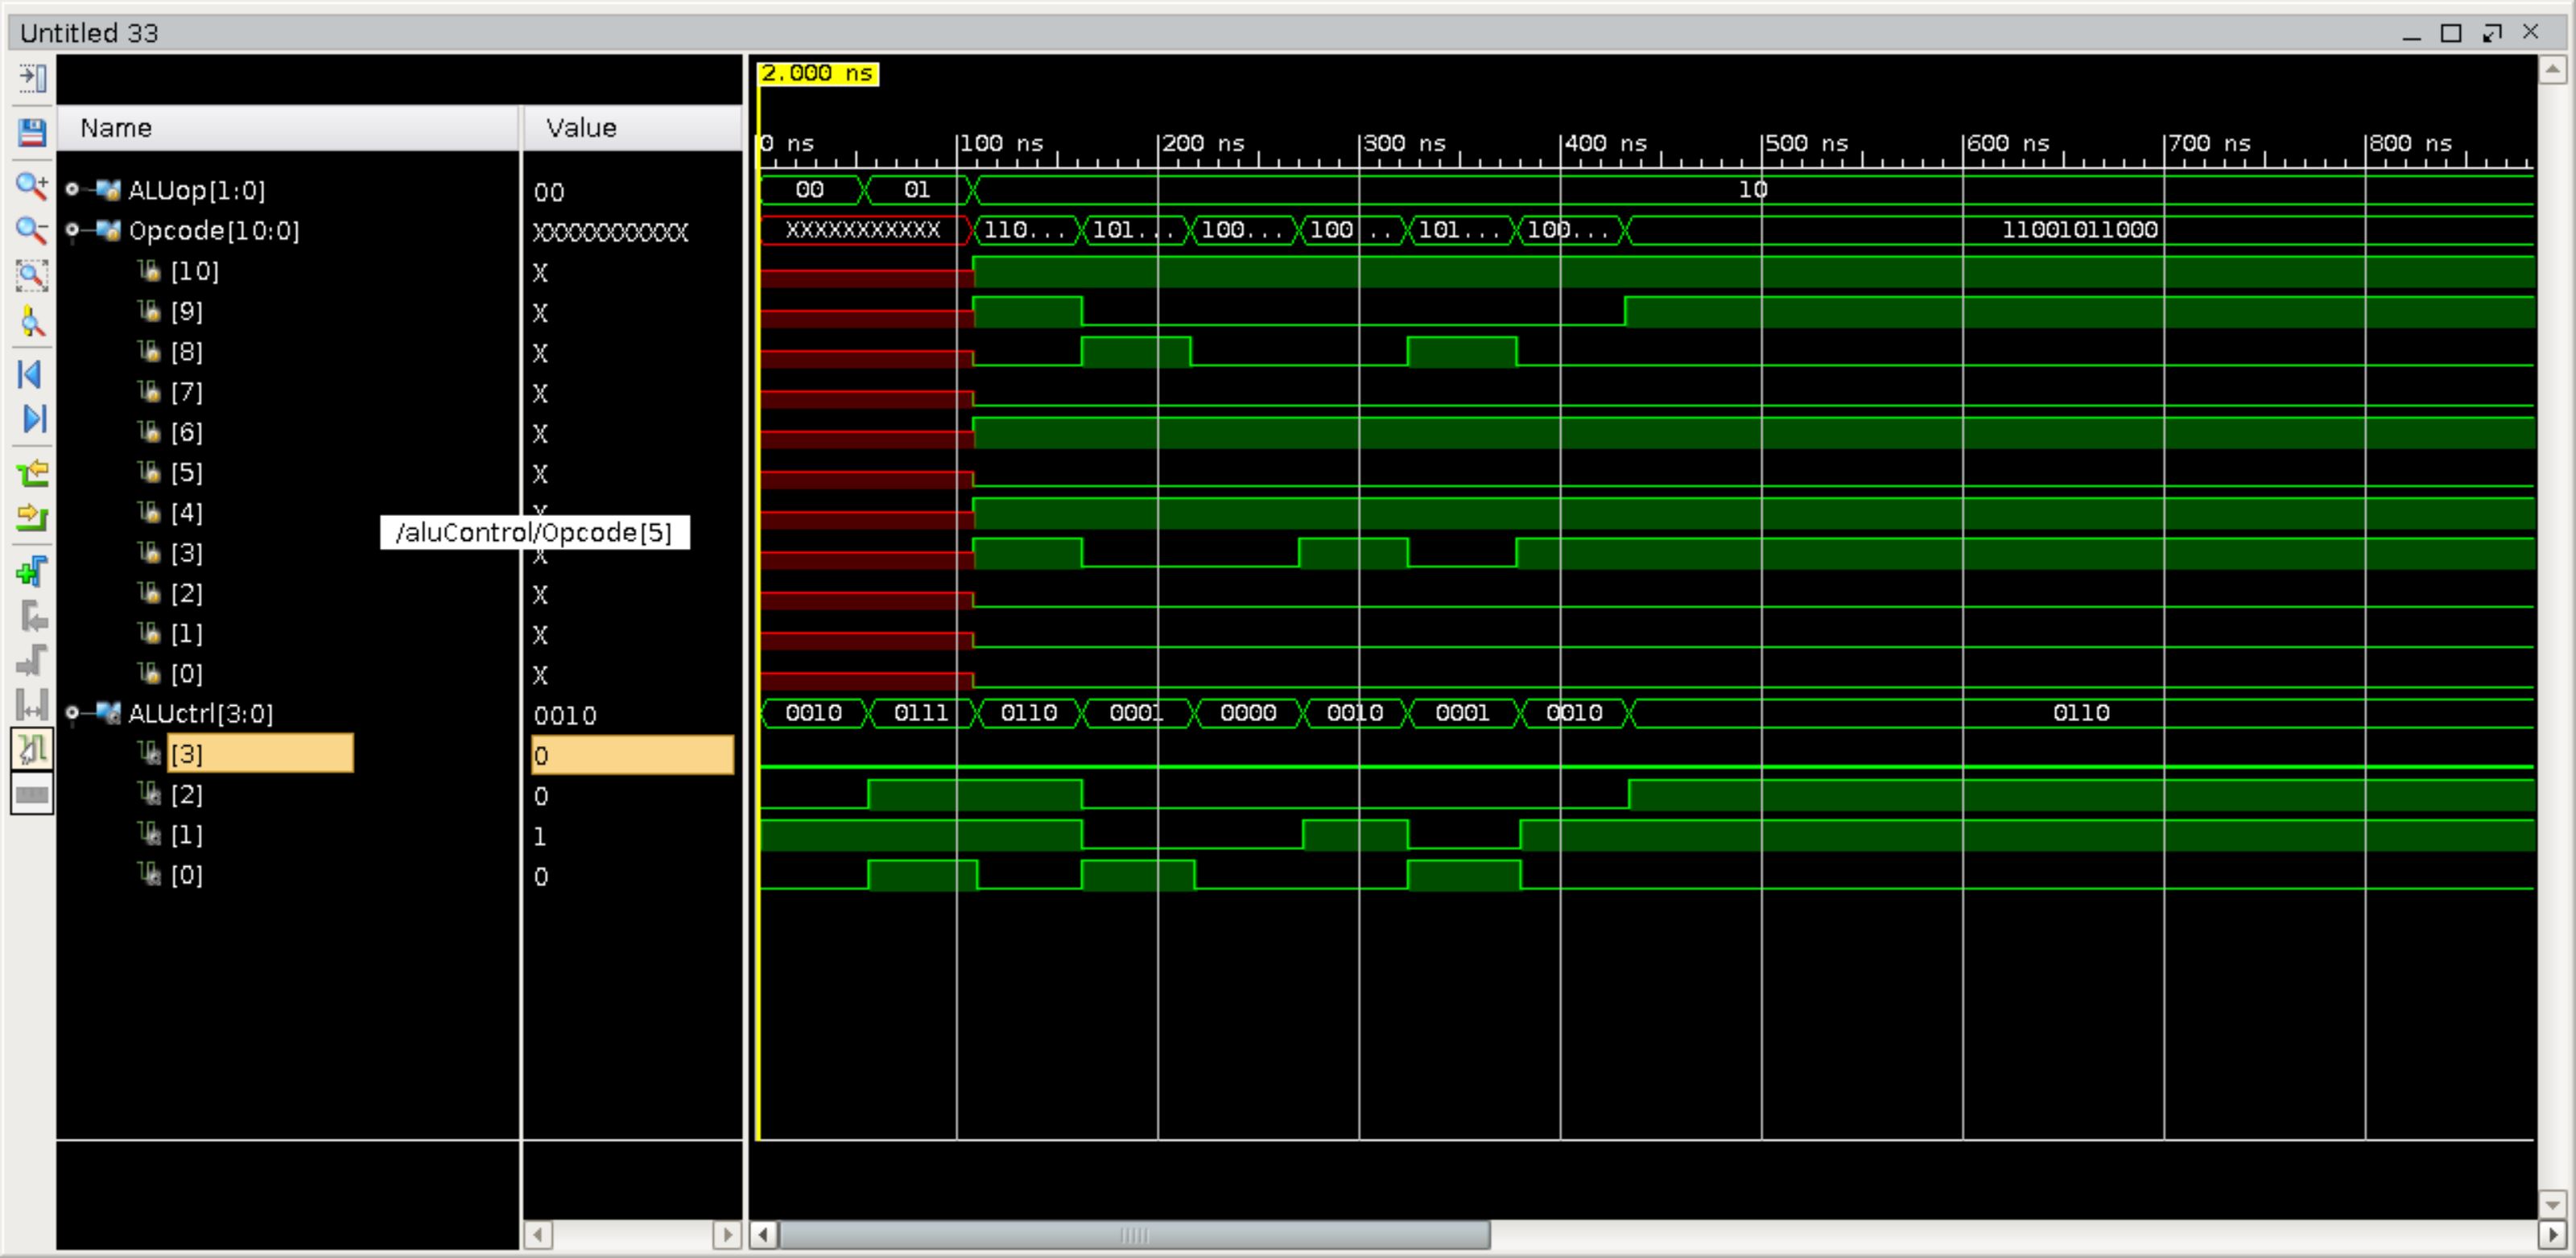 Untitled 33
2.000 ns
Name Value
0 ns 100 ns 200 ns 300 ns 400 ns 500 ns 600 ns 700 ns 800 ns
ALUop[1:0] 00 00 01 10
Opcode[10:0] XXXXXXXXXXX XXXXXXXXXXX 110... 101... 100... 100 .. 101... 100... 11001011000
[10] X
[9] X
[8] X
[7] X
[6] X
[5] X
[4]
/aluControl/Opcode[5]
[3] X
[2] X
[1] X
[0] X
ALUctrl[3:0] 0010 0010 0111 0110 0001 0000 0010 0001 0010 0110
[3] 0
[2] 0
[1] 1
[0] 0